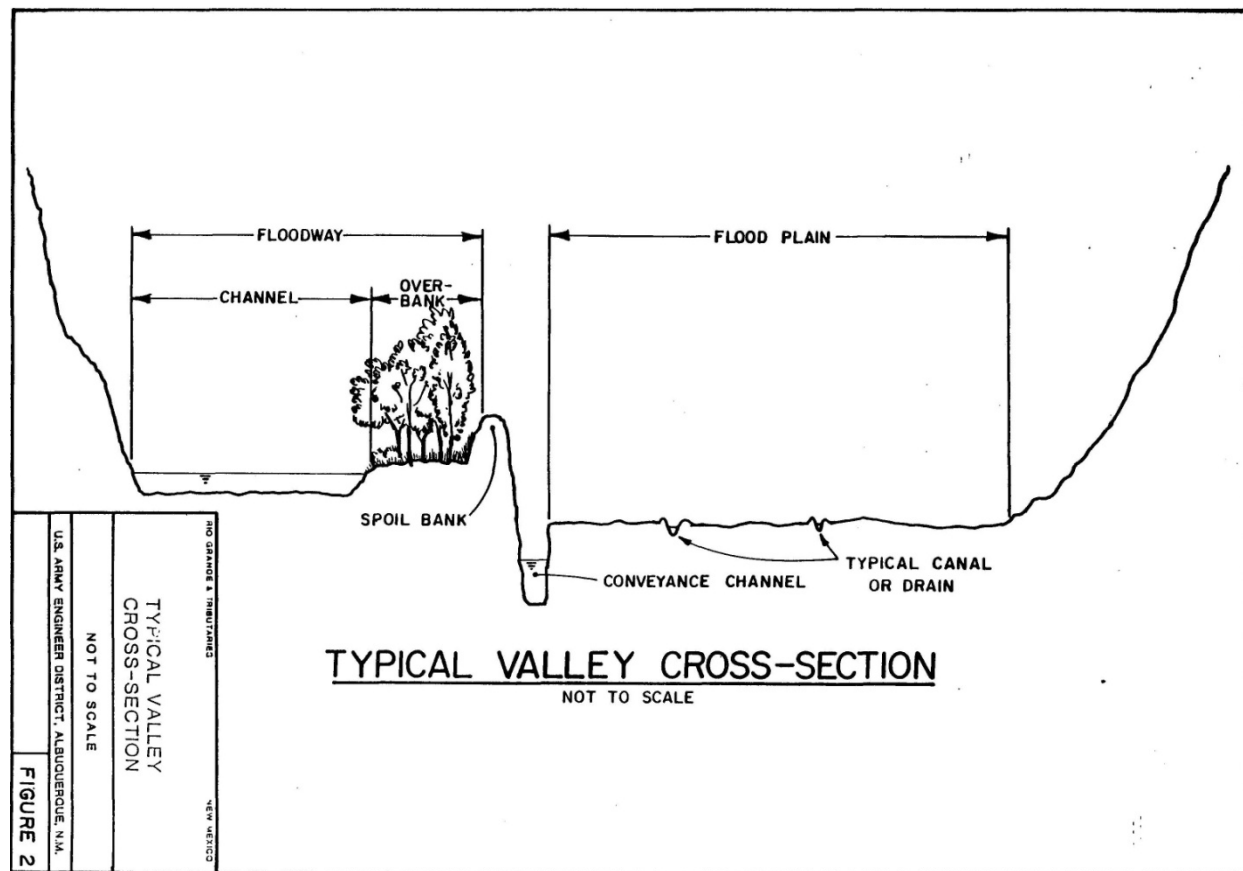 FLOODWAY
FLOOD PLAIN
CHANNEL
OVER-
BANK
SPOIL BANK
CONVEYANCE CHANNEL
TYPICAL CANAL
OR DRAIN
TYPICAL VALLEY CROSS-SECTION
NOT TO SCALE
RIO GRANDE & TRIBUTARIES
NEW MEXICO
TYPICAL VALLEY
CROSS-SECTION
NOT TO SCALE
U.S. ARMY ENGINEER DISTRICT, ALBUQUERQUE, N.M.
FIGURE 2